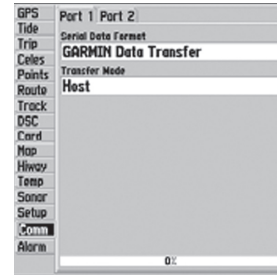 GPS
Tide
Trip
Celes
Points
Route
Track
DSC
Card
Map
Hiway
Temp
Sonar
Setup
Comm
Alarm
Port 1 Port 2
Serial Data Format
GARMIN Data Transfer
Transfer Mode
Host
0%